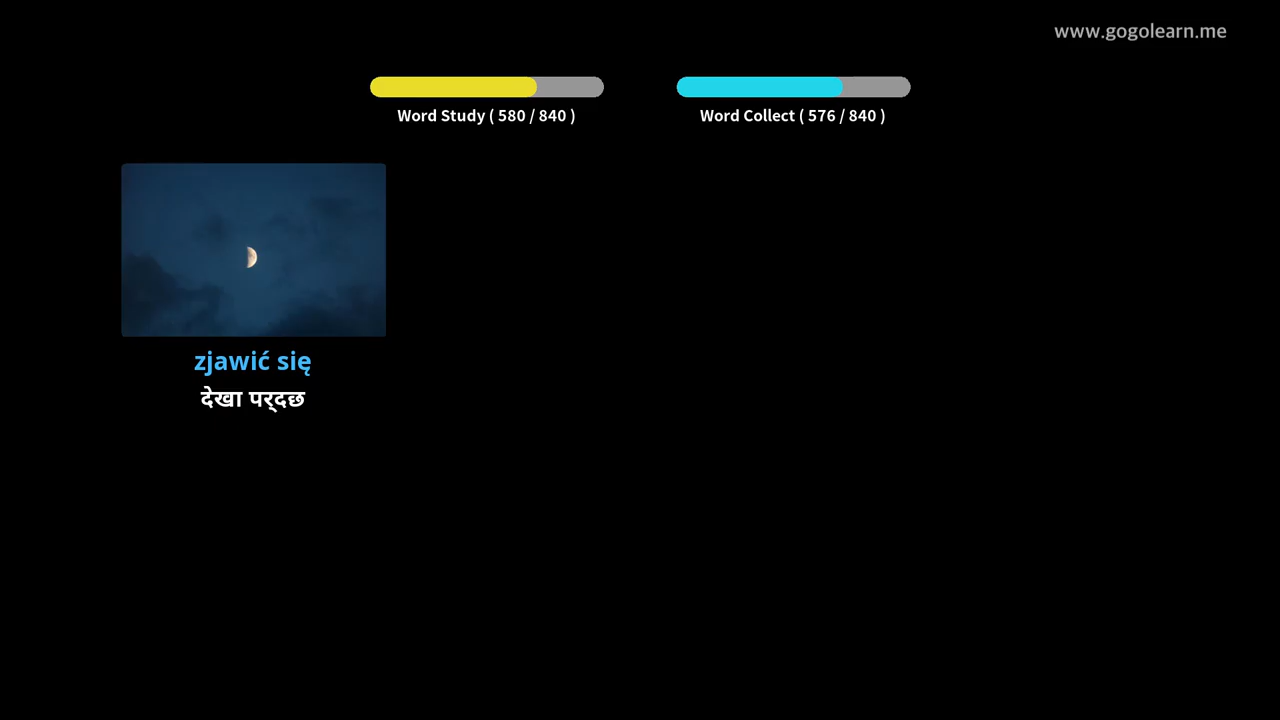 www.gogolearn.me
Word Study ( 580 / 840 )
Word Collect ( 576 / 840 )
zjawić się
देखा पर्‌दछ